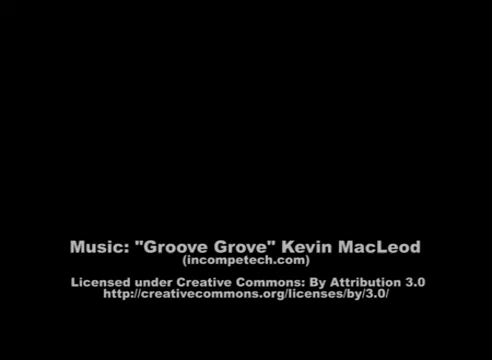 Music: "Groove Grove" Kevin MacLeod
(incompetech.com)
Licensed under Creative Commons: By Attribution 3.0
http://creativecommons.org/licenses/by/3.0/